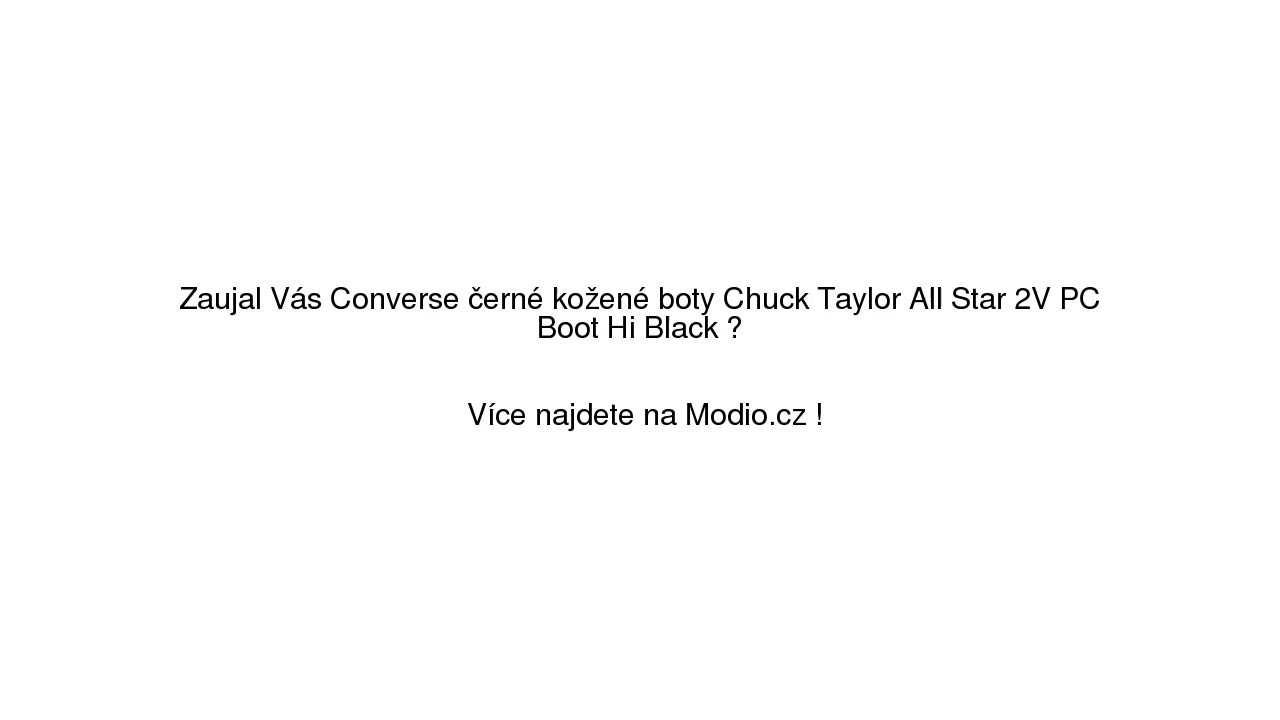 Zaujal Vás Converse černé kožené boty Chuck Taylor All Star 2V PC
Boot Hi Black ?
Více najdete na Modio.cz !